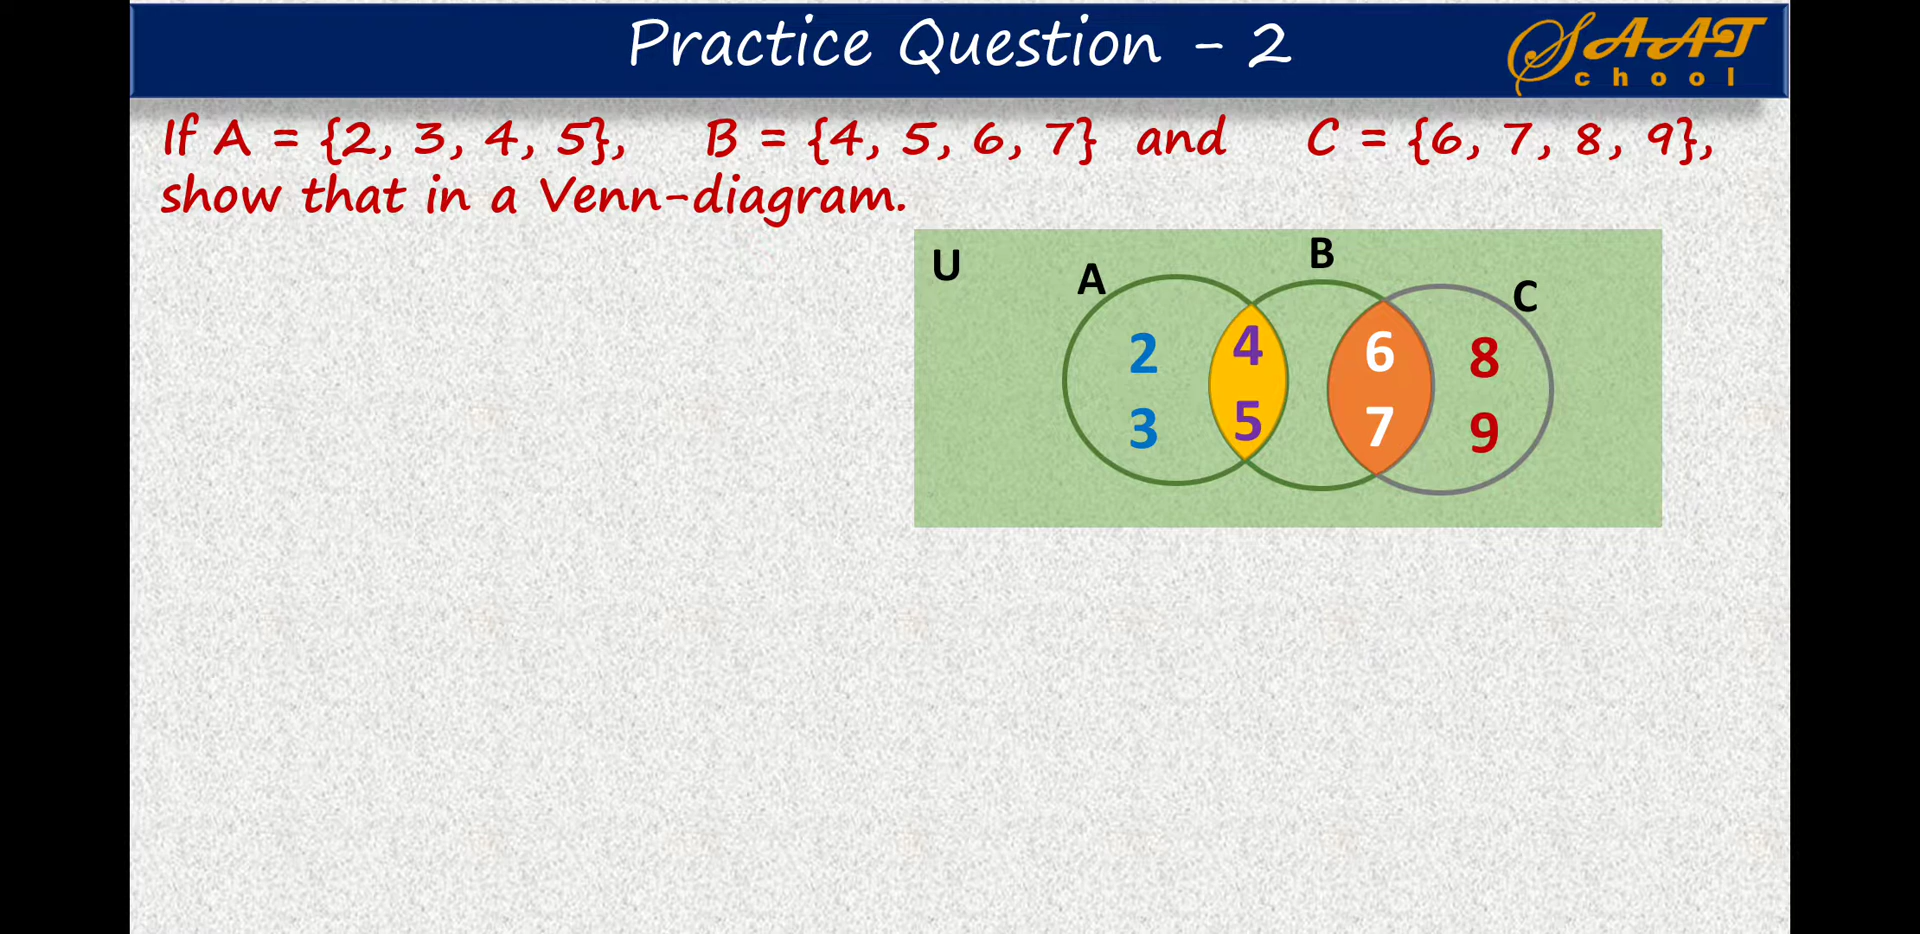 Practice Question - 2
SAAT
chool
If A = {2, 3, 4, 5}, B = {4, 5, 6, 7} and C = {6, 7, 8, 9},
show that in a Venn-diagram.
U
A
B
C
2
4
6
8
3
5
7
9